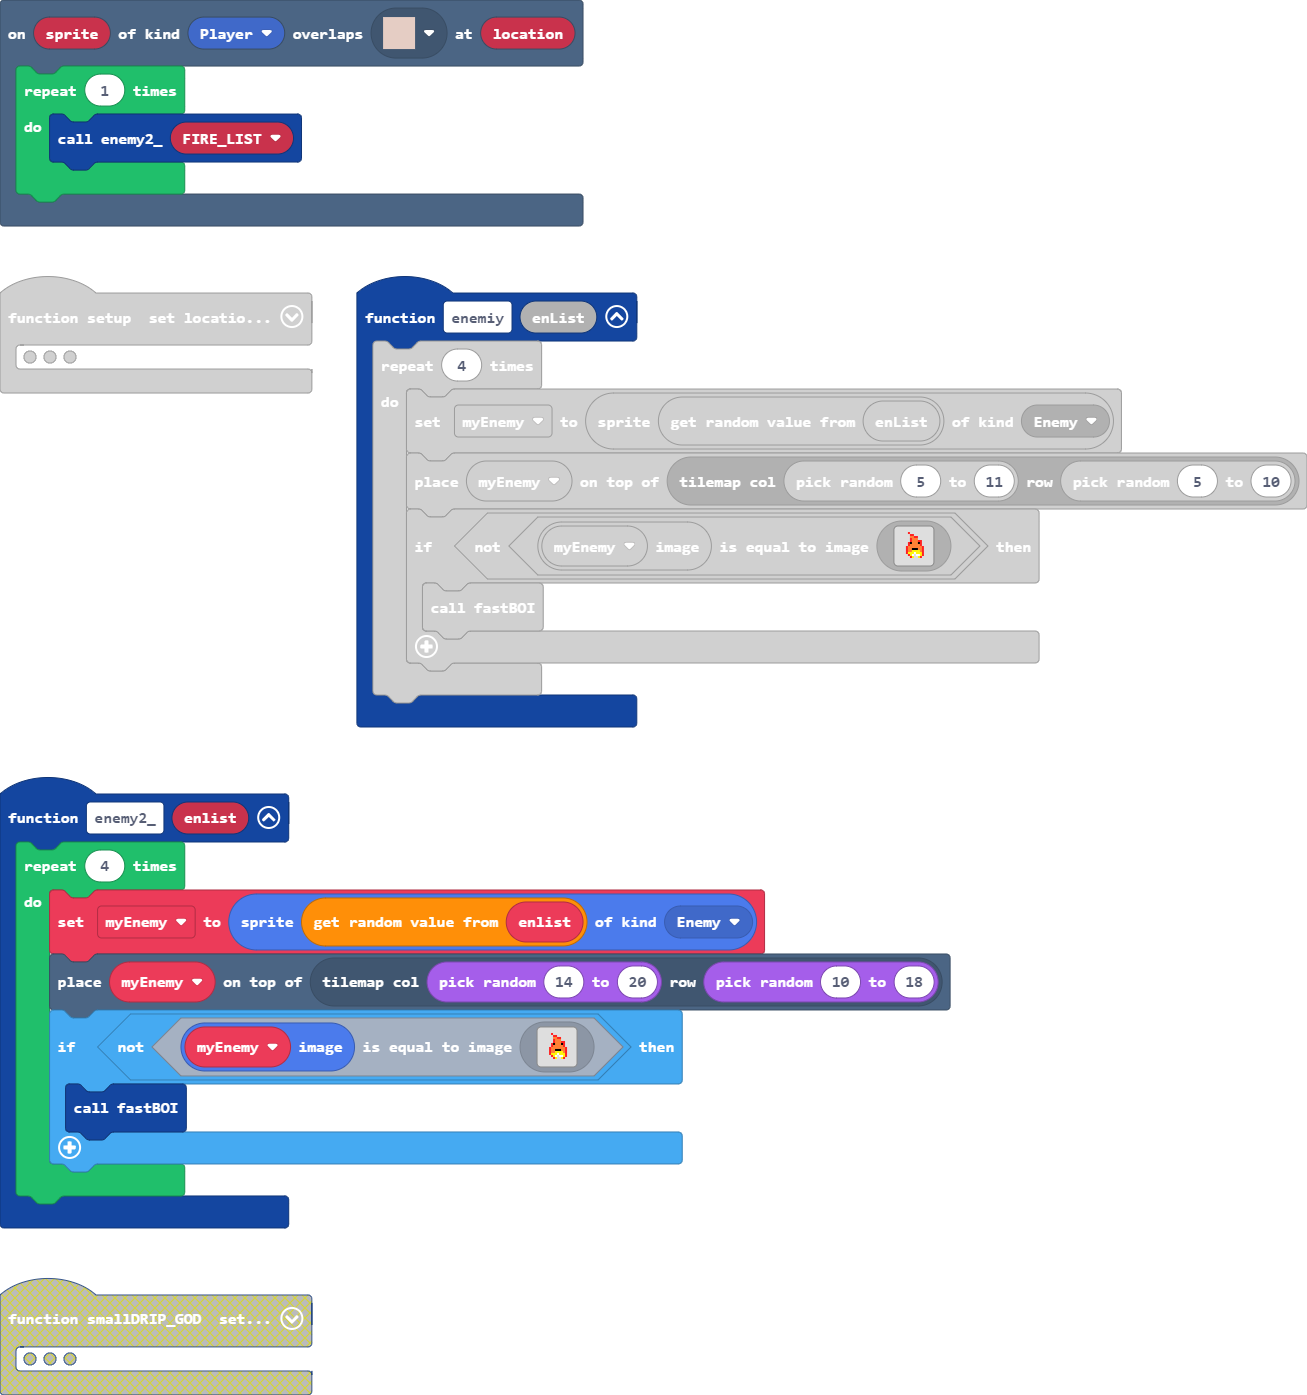 on sprite of kind Player overlaps at location
repeat 1 times
do
call enemy2_ FIRE_LIST
function setup set locatio...
function enemiy enList
repeat 4 times
do
set myEnemy to sprite get random value from enList of kind Enemy
place myEnemy on top of tilemap col pick random 5 to 11 row pick random 5 to 10
if not myEnemy image is equal to image then
call fastBOI
function enemy2_ enlist
repeat 4 times
do
set myEnemy to sprite get random value from enlist of kind Enemy
place myEnemy on top of tilemap col pick random 14 to 20 row pick random 10 to 18
if not myEnemy image is equal to image then
call fastBOI
function smallDRIP_GOD set...